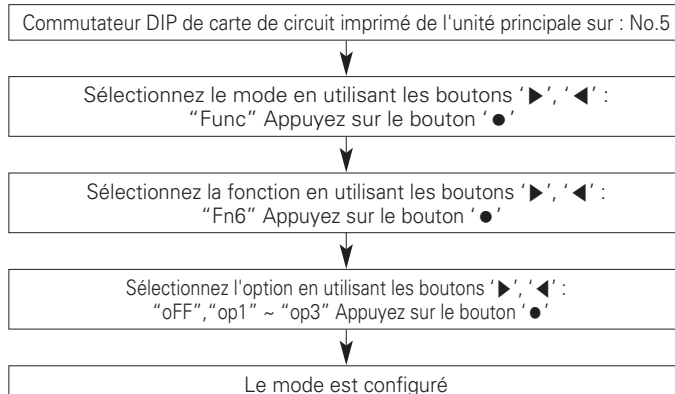 Commutateur DIP de carte de circuit imprimé de l'unité principale sur : No.5
Sélectionnez le mode en utilisant les boutons ‘▶’, ‘◀’ :
“Func” Appuyez sur le bouton ‘●’
Sélectionnez la fonction en utilisant les boutons ‘▶’, ‘◀’ :
“Fn6” Appuyez sur le bouton ‘●’
Sélectionnez l'option en utilisant les boutons ‘▶’, ‘◀’ :
“oFF”,“op1” ~ “op3” Appuyez sur le bouton ‘●’
Le mode est configuré